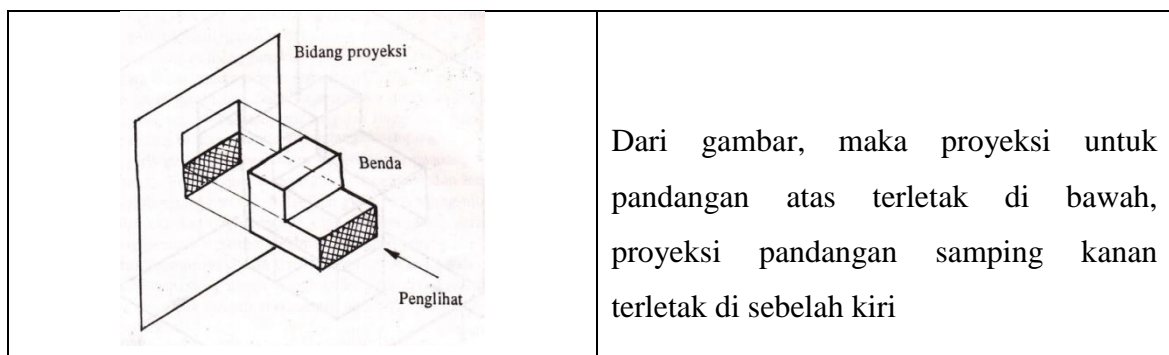 Bidang proyeksi
Benda
Penglihat
Dari gambar, maka proyeksi untuk
pandangan atas terletak di bawah,
proyeksi pandangan samping kanan
terletak di sebelah kiri